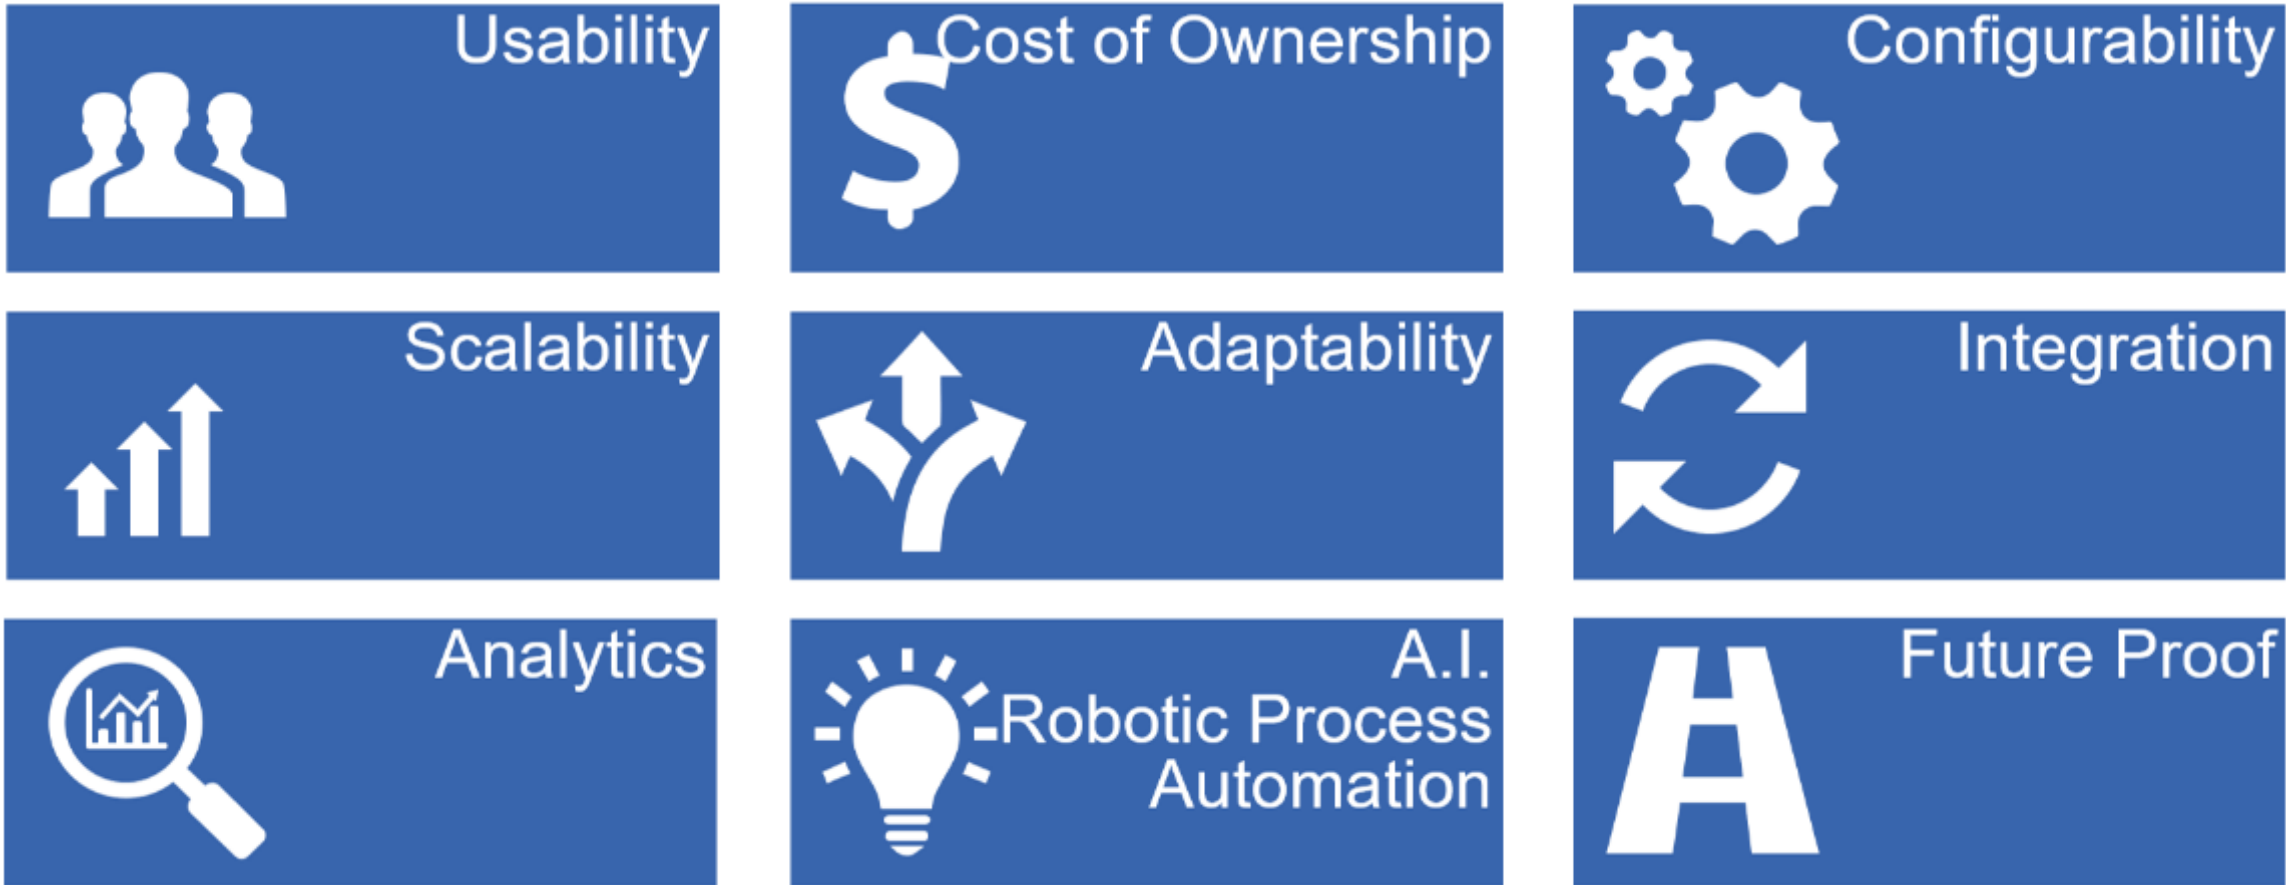 Usability
Cost of Ownership
Configurability
Scalability
Adaptability
Integration
Analytics
A.I.
Robotic Process
Automation
Future Proof